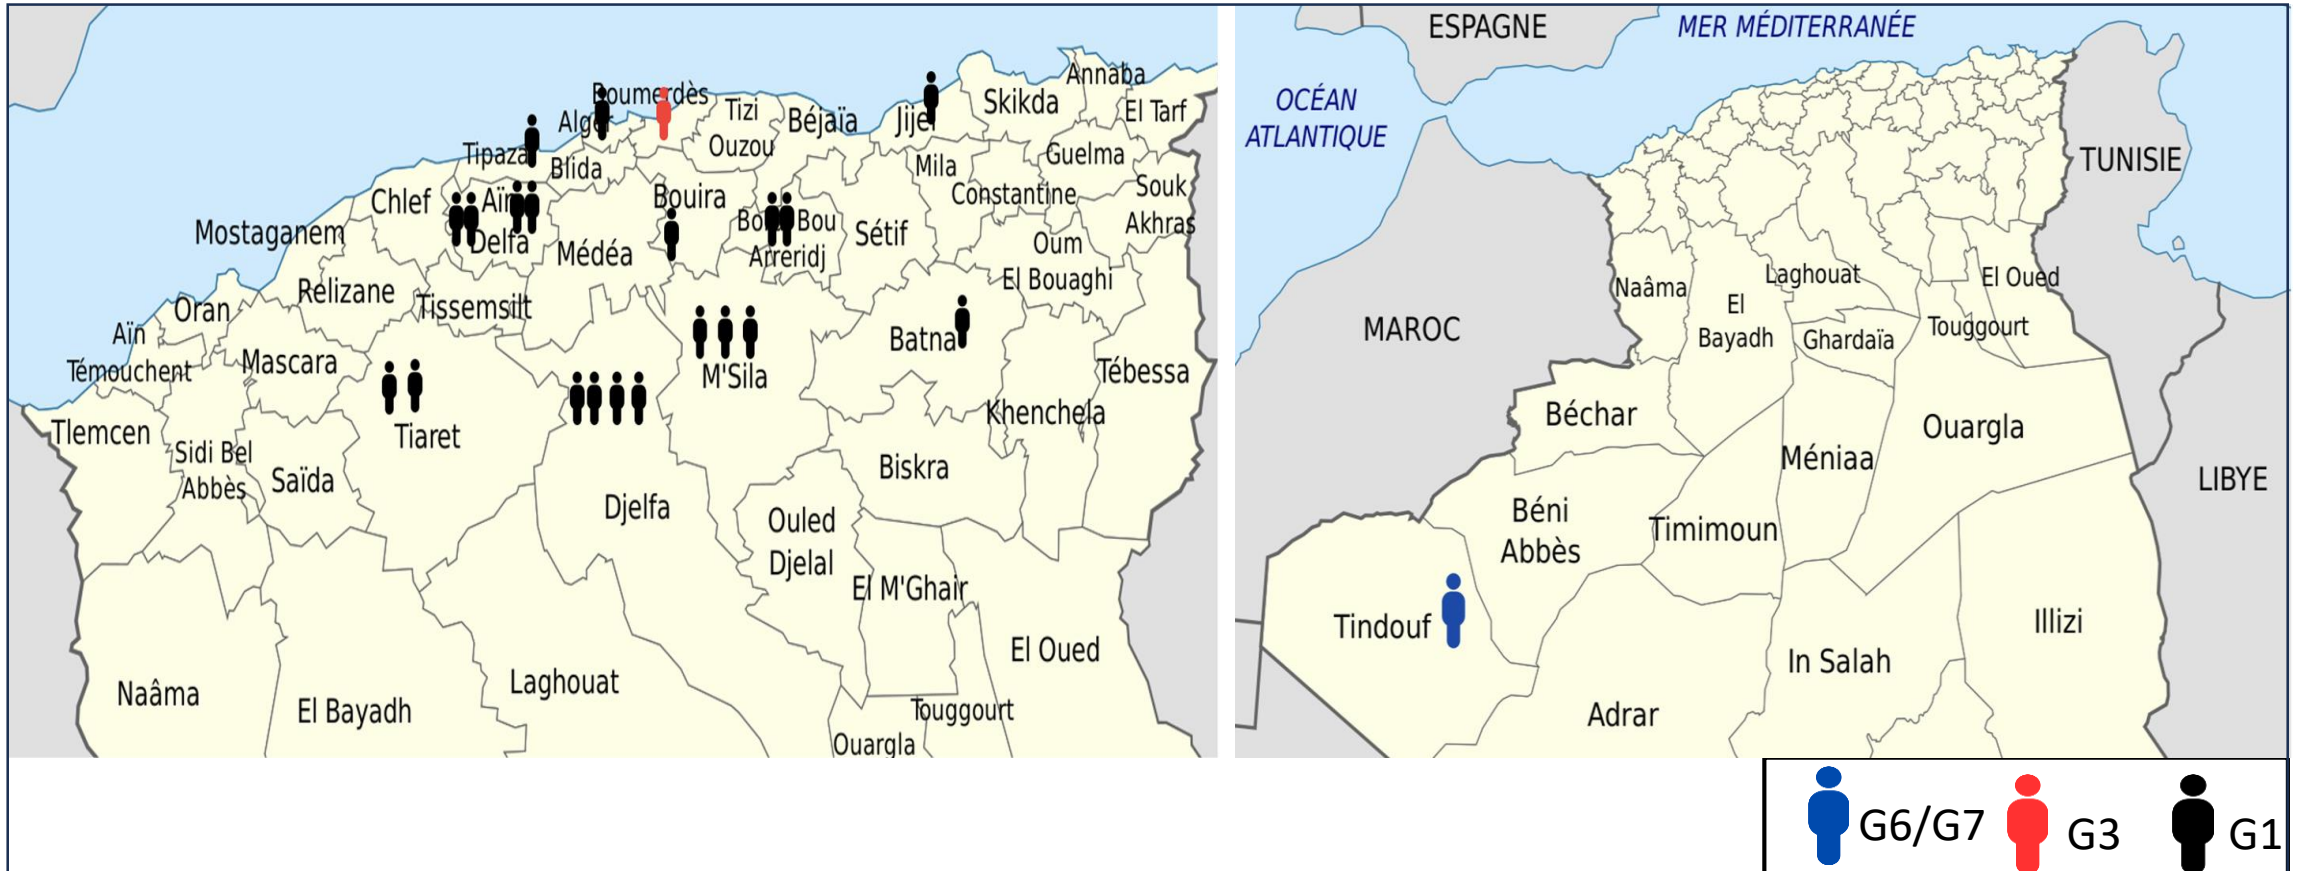 Boumerdès
Annaba
Tizi
Ouzou
Béjaïa
Jijel
Skikda
El Tarf
Alger
Tipaza
Blida
Mila
Guelma
Constantine
Souk
Akhras
Chlef
Aïn
Delfa
Bouira
Bordj Bou
Arreridj
Sétif
Mostaganem
Médéa
Oum
El Bouaghi
Relizane
Tissemsilt
Oran
Aïn
Témouchent
Mascara
Batna
M'Sila
Tébessa
Khenchela
Tlemcen
Tiaret
Sidi Bel
Abbès
Saïda
Biskra
Djelfa
Ouled
Djelal
El M'Ghair
El Oued
Naâma
El Bayadh
Laghouat
Touggourt
Ouargla
ESPAGNE
MER MÉDITERRANÉE
OCÉAN
ATLANTIQUE
TUNISIE
MAROC
Naâma
El
Bayadh
Laghouat
El Oued
Ghardaïa
Touggourt
Béchar
Ouargla
Méniaa
LIBYE
Béni
Abbès
Timimoun
Tindouf
Illizi
In Salah
Adrar
G6/G7
G3
G1